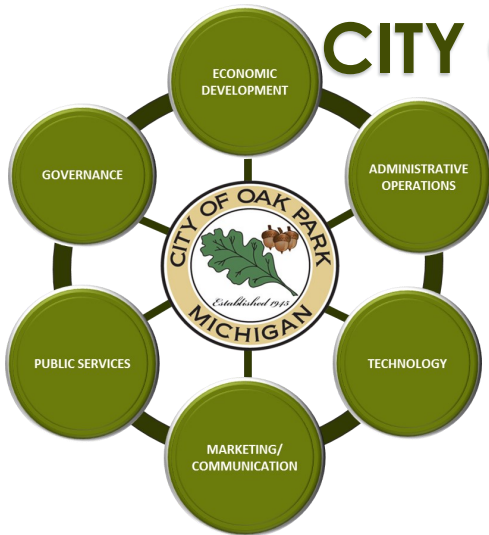 CITY
ECONOMIC
DEVELOPMENT
GOVERNANCE
ADMINISTRATIVE
OPERATIONS
CITY OF OAK PARK
Established 1945
MICHIGAN
PUBLIC SERVICES
TECHNOLOGY
MARKETING/
COMMUNICATION